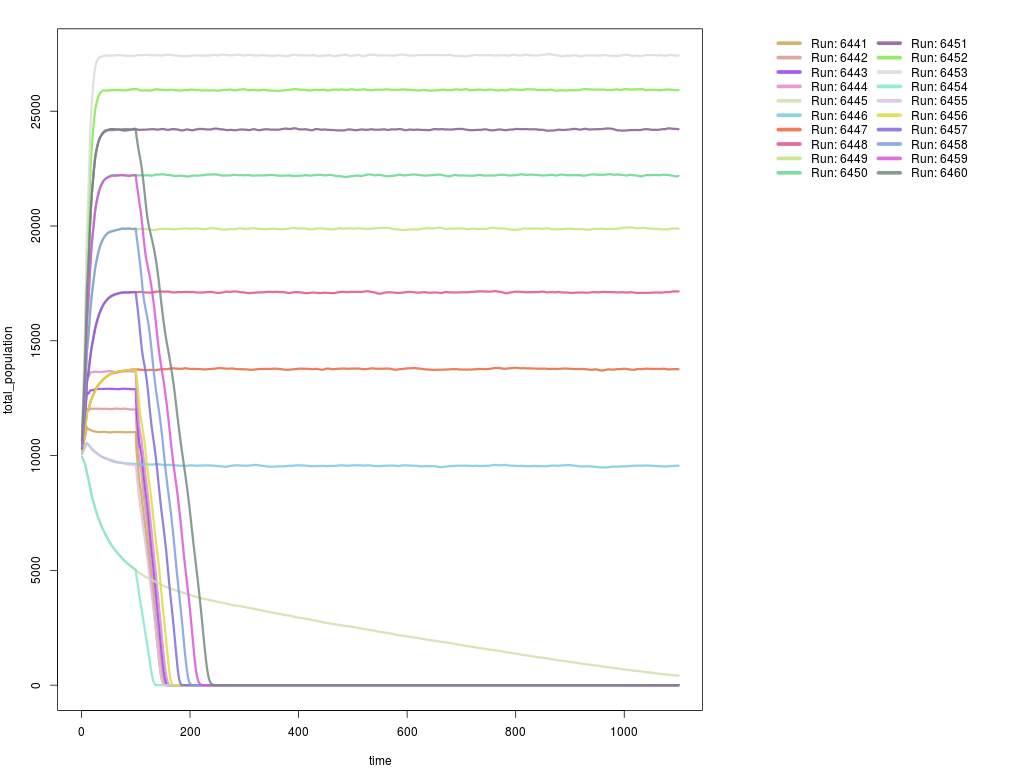 Run: 6441
Run: 6442
Run: 6443
Run: 6444
Run: 6445
Run: 6446
Run: 6447
Run: 6448
Run: 6449
Run: 6450
Run: 6451
Run: 6452
Run: 6453
Run: 6454
Run: 6455
Run: 6456
Run: 6457
Run: 6458
Run: 6459
Run: 6460
total_population
25000
20000
15000
10000
5000
0
0 200 400 600 800 1000
time